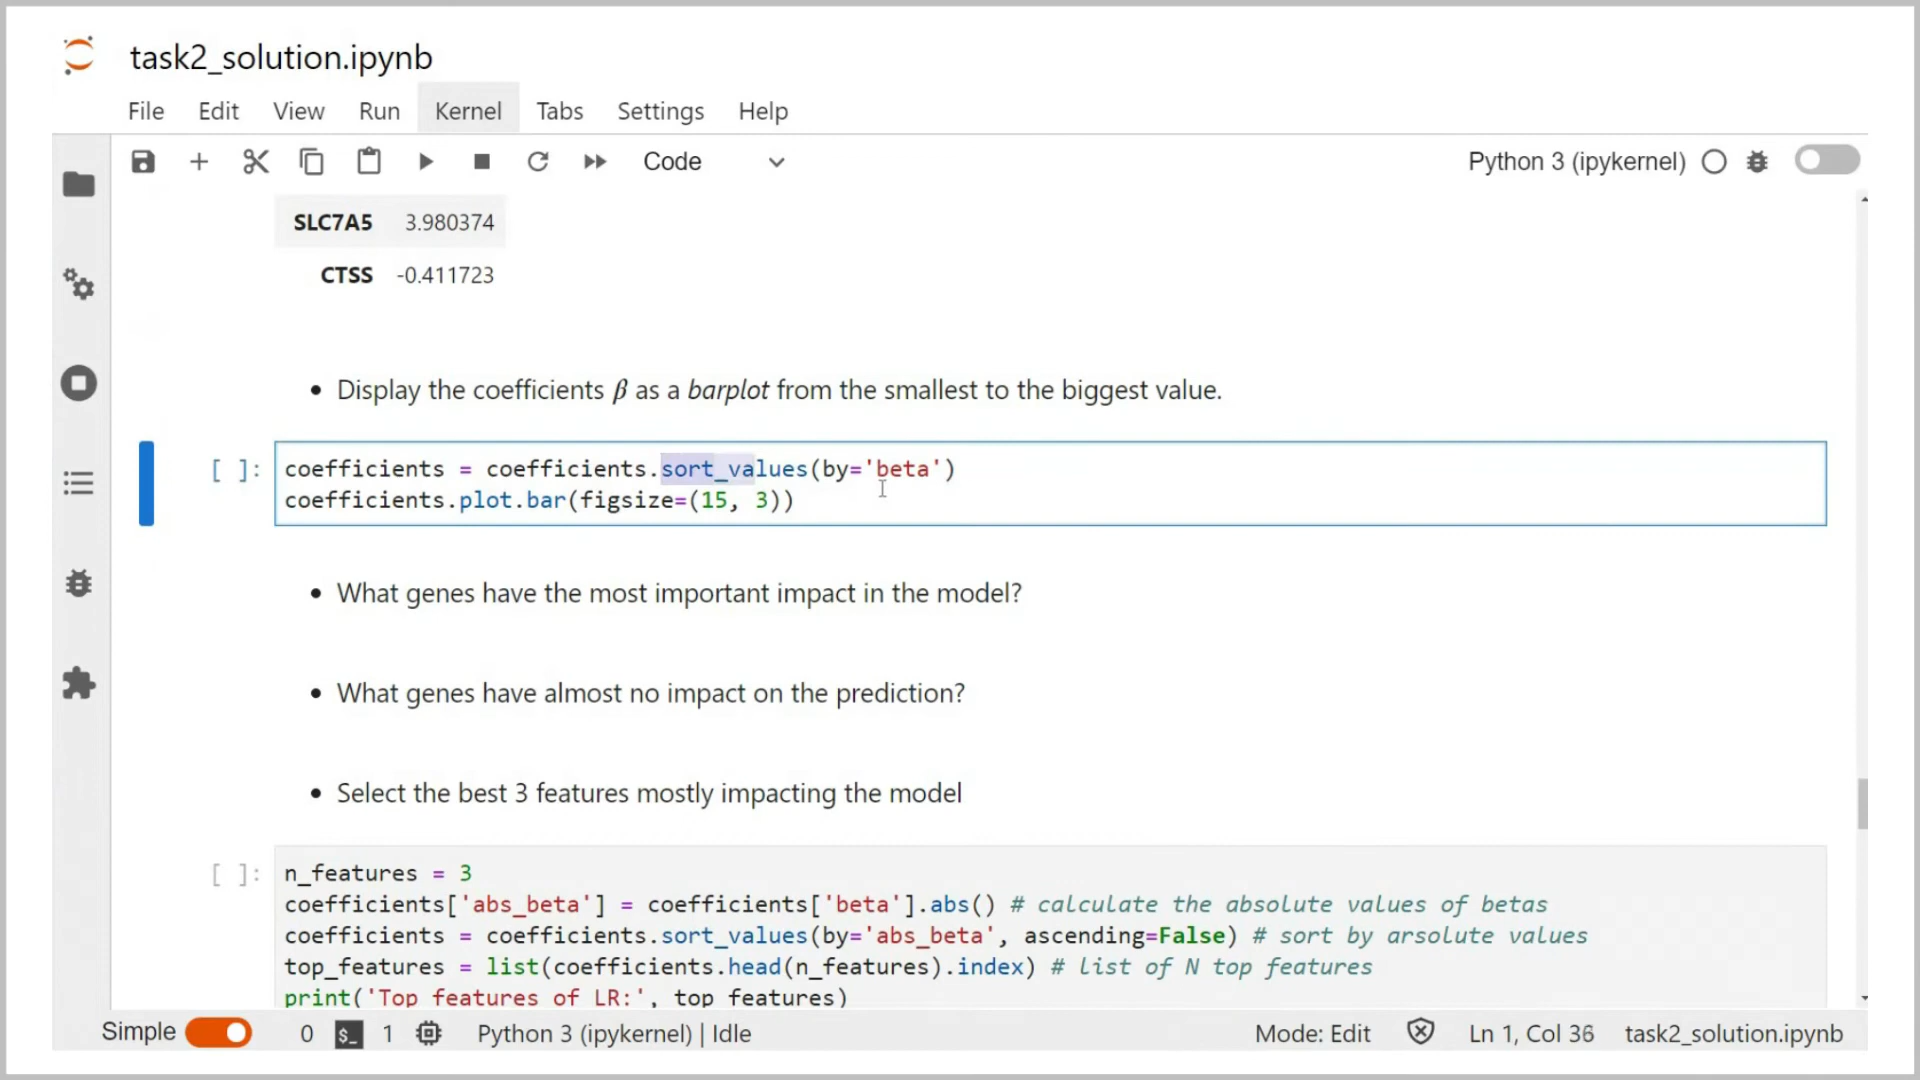 task2_solution.ipynb
File Edit View Run Kernel Tabs Settings Help
Code
Python 3 (ipykernel)
SLC7A5 3.980374
CTSS -0.411723
• Display the coefficients β as a barplot from the smallest to the biggest value.
[ ]: coefficients = coefficients.sort_values(by='beta')
coefficients.plot.bar(figsize=(15, 3))
• What genes have the most important impact in the model?
• What genes have almost no impact on the prediction?
• Select the best 3 features mostly impacting the model
[ ]: n_features = 3
coefficients['abs_beta'] = coefficients['beta'].abs() # calculate the absolute values of betas
coefficients = coefficients.sort_values(by='abs_beta', ascending=False) # sort by arsolute values
top_features = list(coefficients.head(n_features).index) # list of N top features
print('Top features of LR:', top_features)
Simple 0 $_ 1 Python 3 (ipykernel) | Idle Mode: Edit Ln 1, Col 36 task2_solution.ipynb